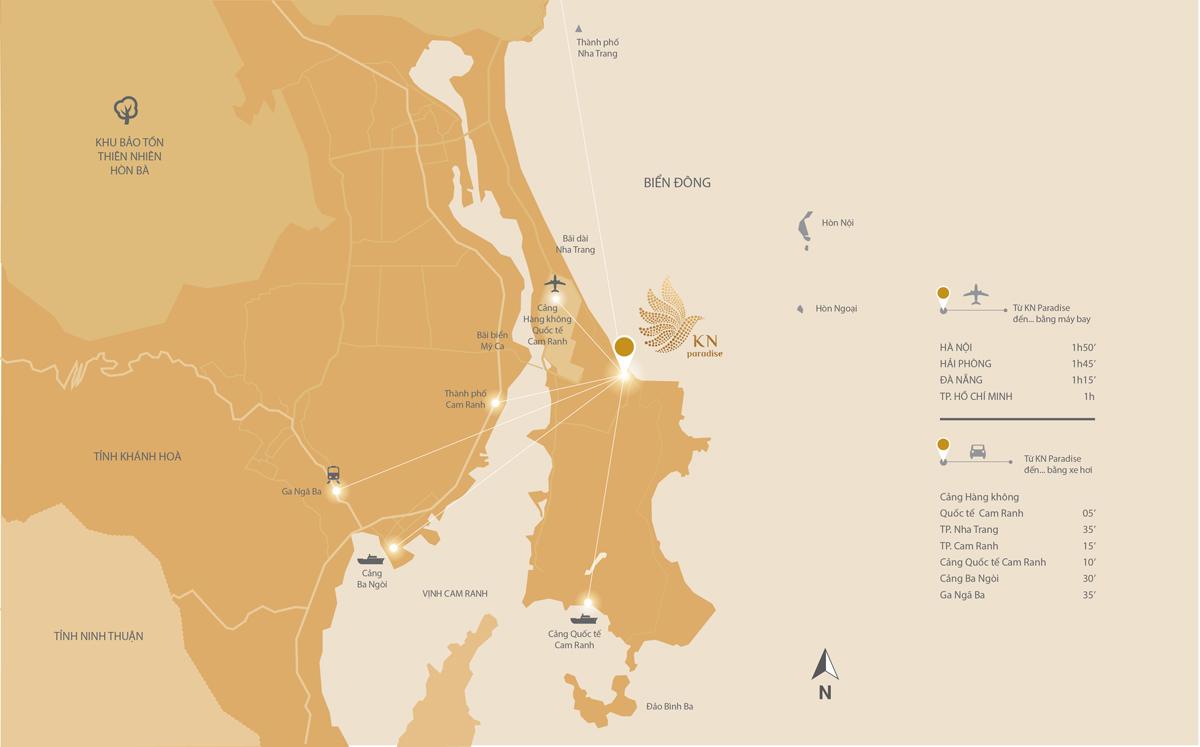 Thành phố
Nha Trang
KHU BẢO TỒN
THIÊN NHIÊN
HÒN BÀ
BIỂN ĐÔNG
Hòn Nội
Bãi dài
Nha Trang
Cảng
Hàng không
Quốc tế
Cam Ranh
KN
paradise
Hòn Ngoại
Bãi biển
Mỹ Ca
Thành phố
Cam Ranh
TỈNH KHÁNH HOÀ
Ga Ngã Ba
Cảng
Ba Ngòi
VỊNH CAM RANH
TỈNH NINH THUẬN
Cảng Quốc tế
Cam Ranh
Đảo Bình Ba
N
Từ KN Paradise
đến... bằng máy bay
HÀ NỘI 1h50’
HẢI PHÒNG 1h45’
ĐÀ NẴNG 1h15’
TP. HỒ CHÍ MINH 1h
Từ KN Paradise
đến... bằng xe hơi
Cảng Hàng không
Quốc tế Cam Ranh 05’
TP. Nha Trang 35’
TP. Cam Ranh 15’
Cảng Quốc tế Cam Ranh 10’
Cảng Ba Ngòi 30’
Ga Ngã Ba 35’